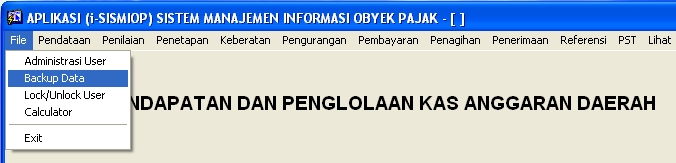 APLIKASI (i-SISMIOP) SISTEM MANAJEMEN INFORMASI OBYEK PAJAK - [ ]
File Pendataan Penilaian Penetapan Keberatan Pengurangan Pembayaran Penagihan Penerimaan Referensi PST Lihat
Administrasi User
Backup Data
Lock/Unlock User
Calculator
Exit
NDAPATAN DAN PENGLOLAAN KAS ANGGARAN DAERAH